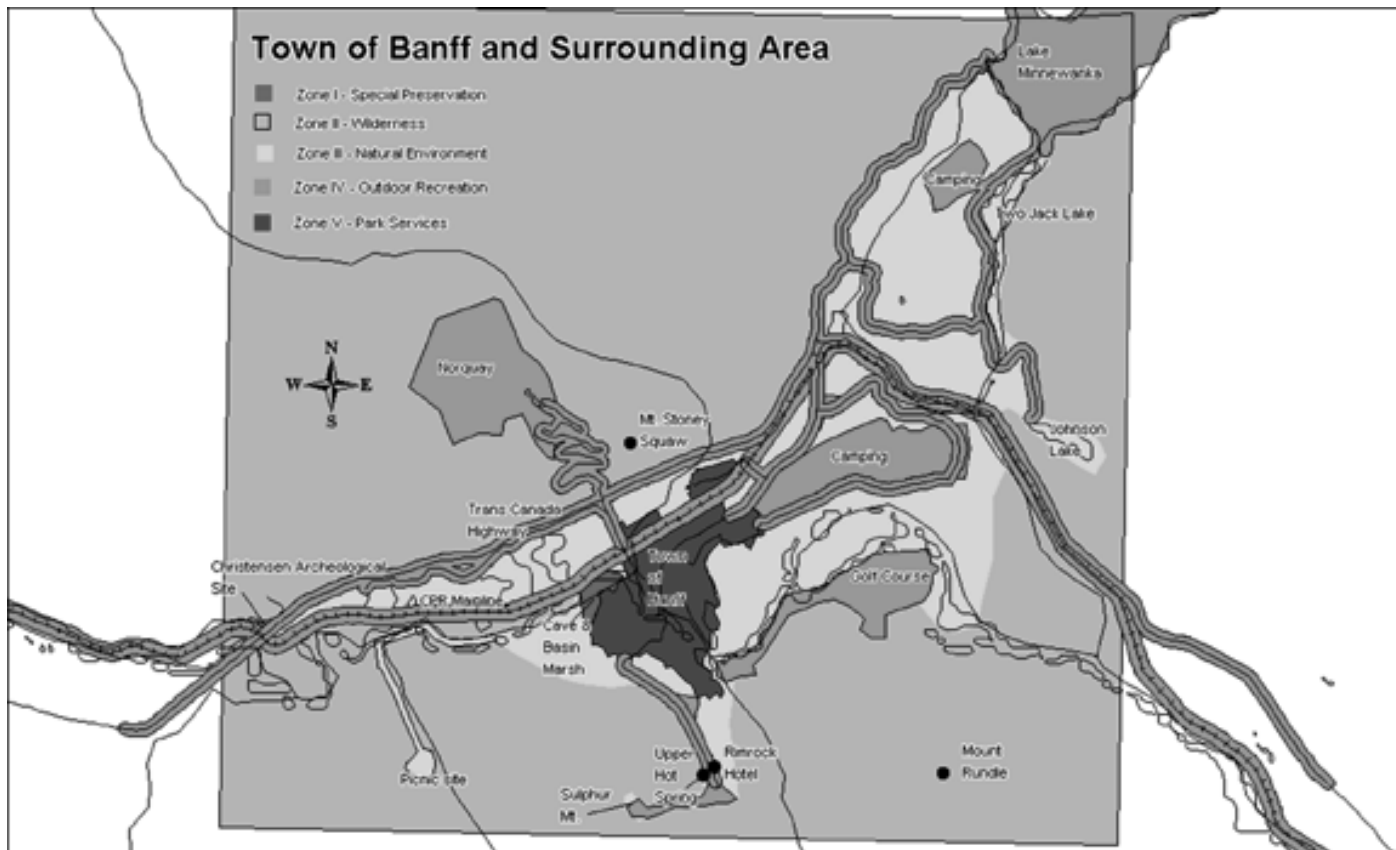 Town of Banff and Surrounding Area
Zone I - Special Preservation
Zone II - Wilderness
Zone III - Natural Environment
Zone IV - Outdoor Recreation
Zone V - Park Services
Lake
Minnewanka
Camping
Two Jack Lake
N
W E
S
Norquay
Mt. Stoney
Squaw
Johnson
Lake
Camping
Trans Canada
Highway
Christensen Archeological
Site
Town
of
Banff
Golf Course
CPR Mainline
Cave &
Basin
Marsh
Picnic site
Upper
Hot
Spring
Rimrock
Hotel
Mount
Rundle
Sulphur
Mt.